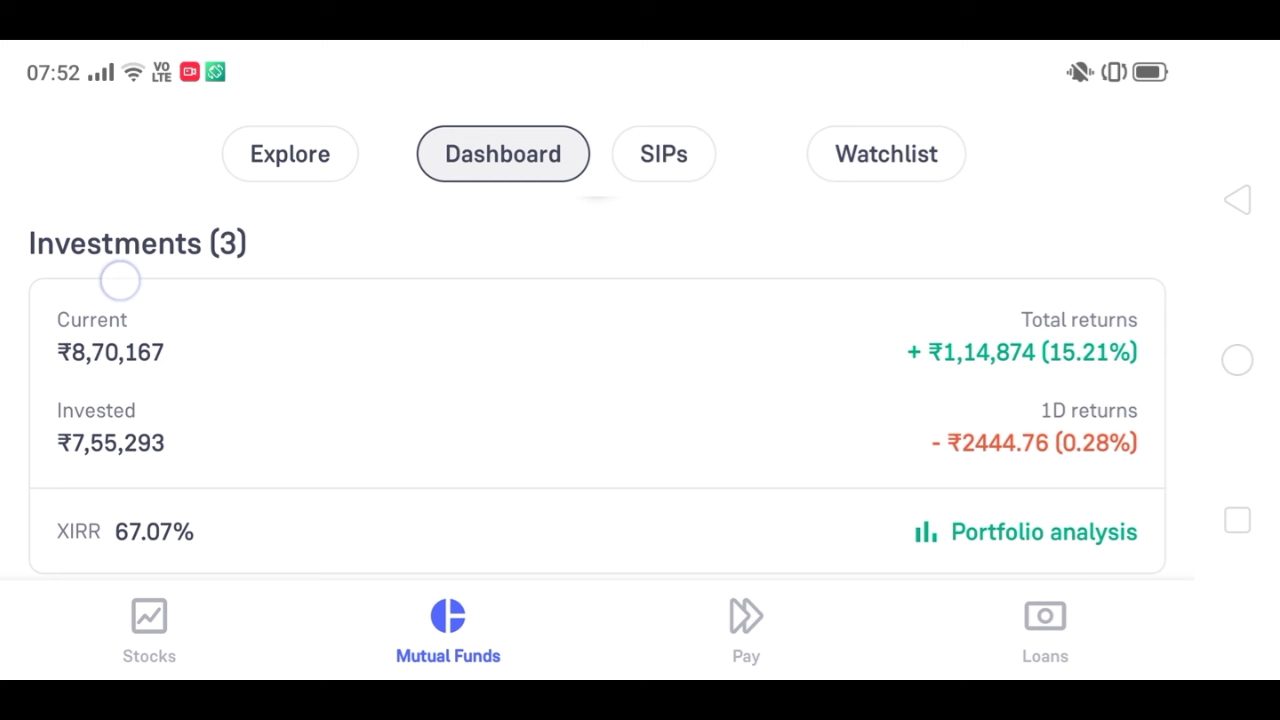 07:52 VO LTE
Explore Dashboard SIPs Watchlist
Investments (3)
Current Total returns
₹8,70,167 + ₹1,14,874 (15.21%)
Invested 1D returns
₹7,55,293 - ₹2444.76 (0.28%)
XIRR 67.07% Portfolio analysis
Stocks Mutual Funds Pay Loans